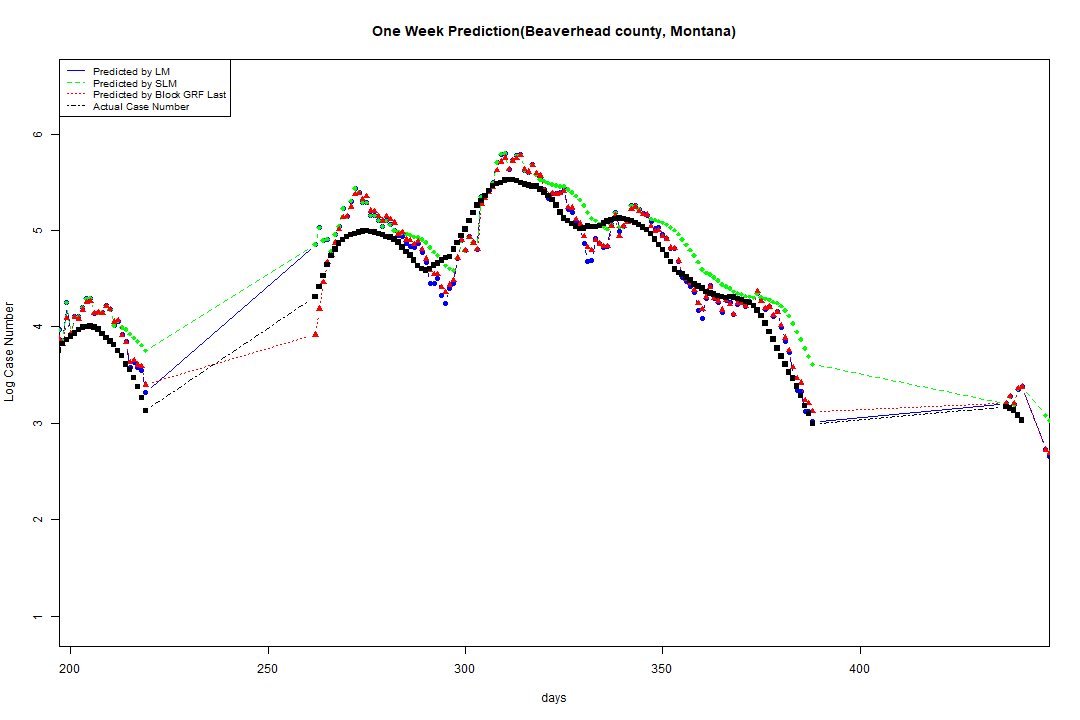 One Week Prediction(Beaverhead county, Montana)
Predicted by LM
Predicted by SLM
Predicted by Block GRF Last
Actual Case Number
6
5
4
3
2
1
Log Case Number
200 250 300 350 400
days